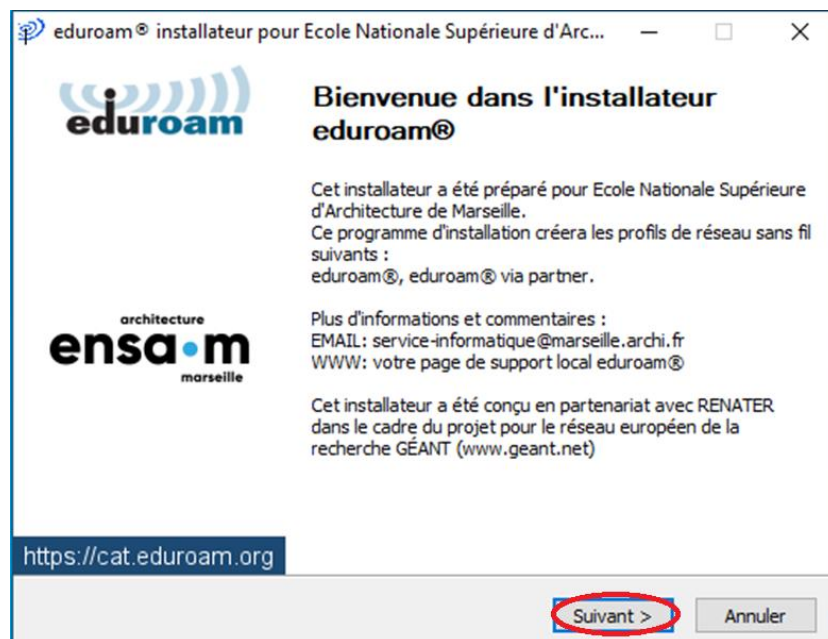 eduroam® installateur pour Ecole Nationale Supérieure d'Arc...
eduroam
Bienvenue dans l'installateur
eduroam®
Cet installateur a été préparé pour Ecole Nationale Supérieure
d'Architecture de Marseille.
Ce programme d'installation créera les profils de réseau sans fil
suivants :
eduroam®, eduroam® via partner.
architecture
ensa•m
marseille
Plus d'informations et commentaires :
EMAIL: service-informatique@marseille.archi.fr
WWW: votre page de support local eduroam®
Cet installateur a été conçu en partenariat avec RENATER
dans le cadre du projet pour le réseau européen de la
recherche GÉANT (www.geant.net)
https://cat.eduroam.org
Suivant >
Annuler